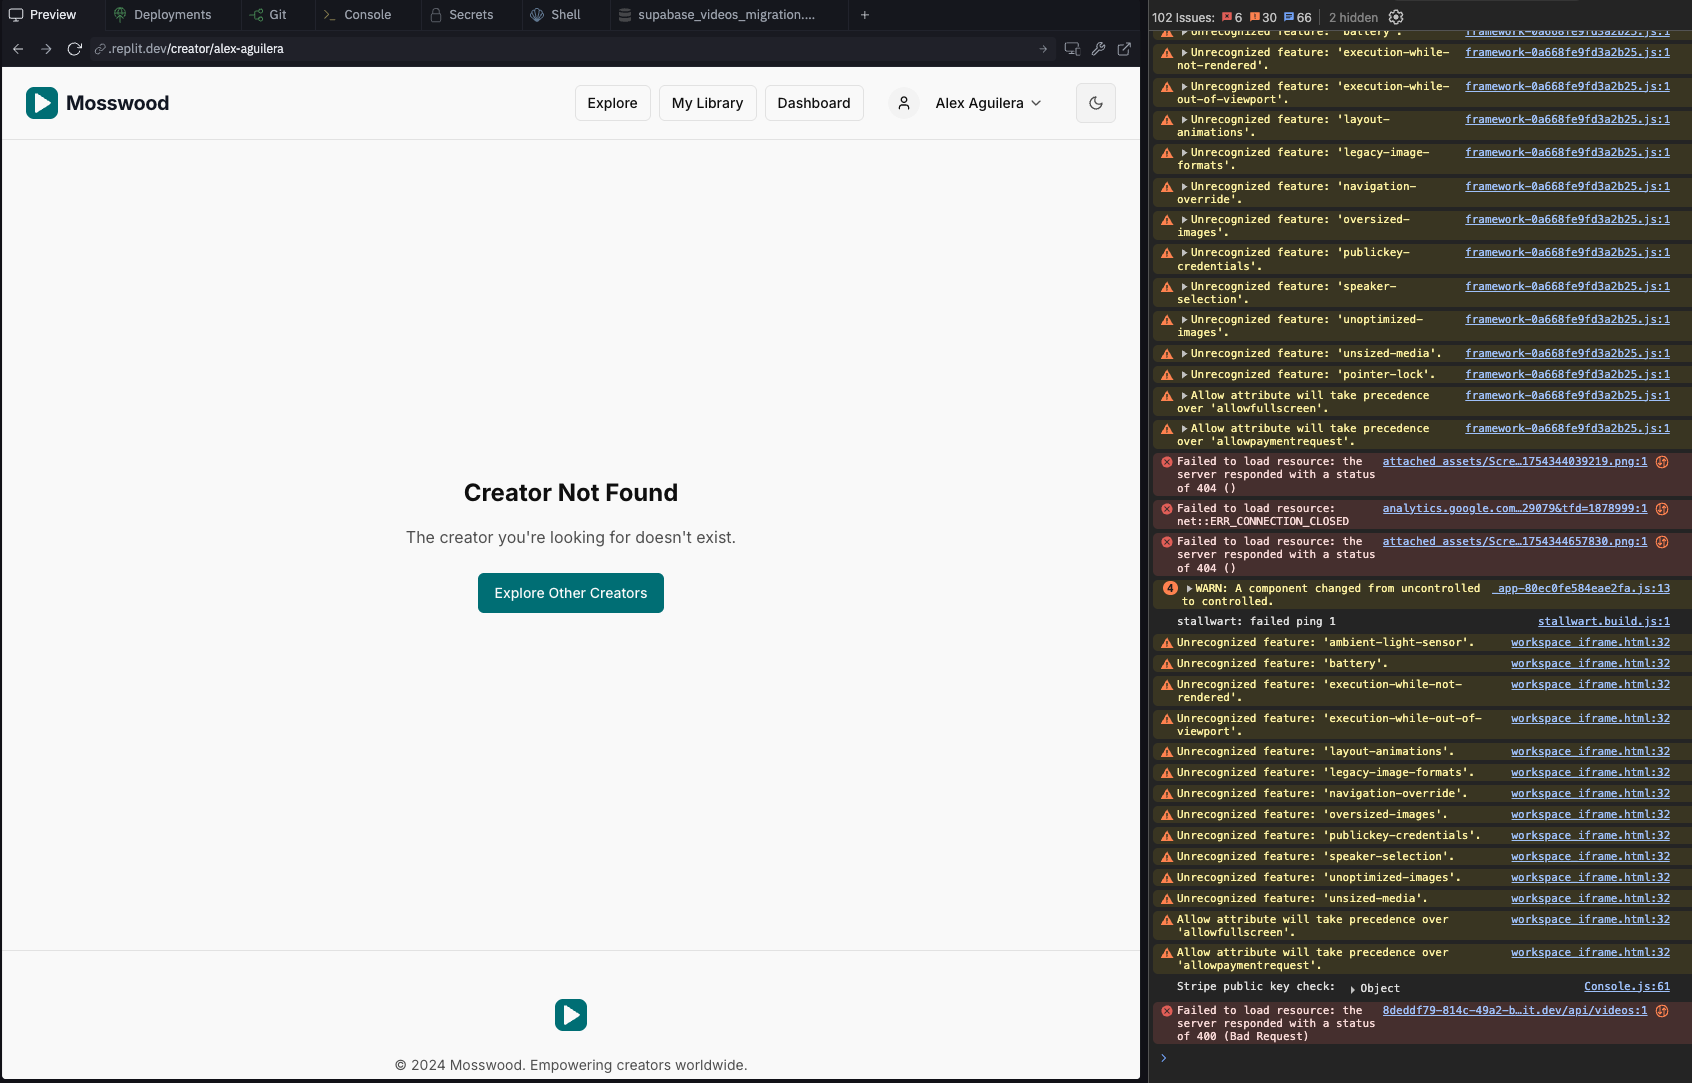 Preview
Deployments
Git
Console
Secrets
Shell
supabase_videos_migration....
.replit.dev/creator/alex-aguilera
Mosswood
Explore
My Library
Dashboard
Alex Aguilera
Creator Not Found
The creator you're looking for doesn't exist.
Explore Other Creators
© 2024 Mosswood. Empowering creators worldwide.
102 Issues: 6 30 66 2 hidden
Unrecognized feature: 'battery'. framework-0a668fe9fd3a2b25.js:1
Unrecognized feature: 'execution-while- framework-0a668fe9fd3a2b25.js:1
not-rendered'.
Unrecognized feature: 'execution-while- framework-0a668fe9fd3a2b25.js:1
out-of-viewport'.
Unrecognized feature: 'layout- framework-0a668fe9fd3a2b25.js:1
animations'.
Unrecognized feature: 'legacy-image- framework-0a668fe9fd3a2b25.js:1
formats'.
Unrecognized feature: 'navigation- framework-0a668fe9fd3a2b25.js:1
override'.
Unrecognized feature: 'oversized- framework-0a668fe9fd3a2b25.js:1
images'.
Unrecognized feature: 'publickey- framework-0a668fe9fd3a2b25.js:1
credentials'.
Unrecognized feature: 'speaker- framework-0a668fe9fd3a2b25.js:1
selection'.
Unrecognized feature: 'unoptimized- framework-0a668fe9fd3a2b25.js:1
images'.
Unrecognized feature: 'unsized-media'. framework-0a668fe9fd3a2b25.js:1
Unrecognized feature: 'pointer-lock'. framework-0a668fe9fd3a2b25.js:1
Allow attribute will take precedence framework-0a668fe9fd3a2b25.js:1
over 'allowfullscreen'.
Allow attribute will take precedence framework-0a668fe9fd3a2b25.js:1
over 'allowpaymentrequest'.
Failed to load resource: the attached_assets/Scre…1754344039219.png:1
server responded with a status
of 404 ()
Failed to load resource: analytics.google.com…29079&tfd=1878999:1
net::ERR_CONNECTION_CLOSED
Failed to load resource: the attached_assets/Scre…1754344657830.png:1
server responded with a status
of 404 ()
4 WARN: A component changed from uncontrolled _app-80ec0fe584eae2fa.js:13
to controlled.
stallwart: failed ping 1 stallwart.build.js:1
Unrecognized feature: 'ambient-light-sensor'. workspace_iframe.html:32
Unrecognized feature: 'battery'. workspace_iframe.html:32
Unrecognized feature: 'execution-while-not- workspace_iframe.html:32
rendered'.
Unrecognized feature: 'execution-while-out-of- workspace_iframe.html:32
viewport'.
Unrecognized feature: 'layout-animations'. workspace_iframe.html:32
Unrecognized feature: 'legacy-image-formats'. workspace_iframe.html:32
Unrecognized feature: 'navigation-override'. workspace_iframe.html:32
Unrecognized feature: 'oversized-images'. workspace_iframe.html:32
Unrecognized feature: 'publickey-credentials'. workspace_iframe.html:32
Unrecognized feature: 'speaker-selection'. workspace_iframe.html:32
Unrecognized feature: 'unoptimized-images'. workspace_iframe.html:32
Unrecognized feature: 'unsized-media'. workspace_iframe.html:32
Allow attribute will take precedence over workspace_iframe.html:32
'allowfullscreen'.
Allow attribute will take precedence over workspace_iframe.html:32
'allowpaymentrequest'.
Stripe public key check: Object Console.js:61
Failed to load resource: the 8deddf79-814c-49a2-b…it.dev/api/videos:1
server responded with a status
of 400 (Bad Request)